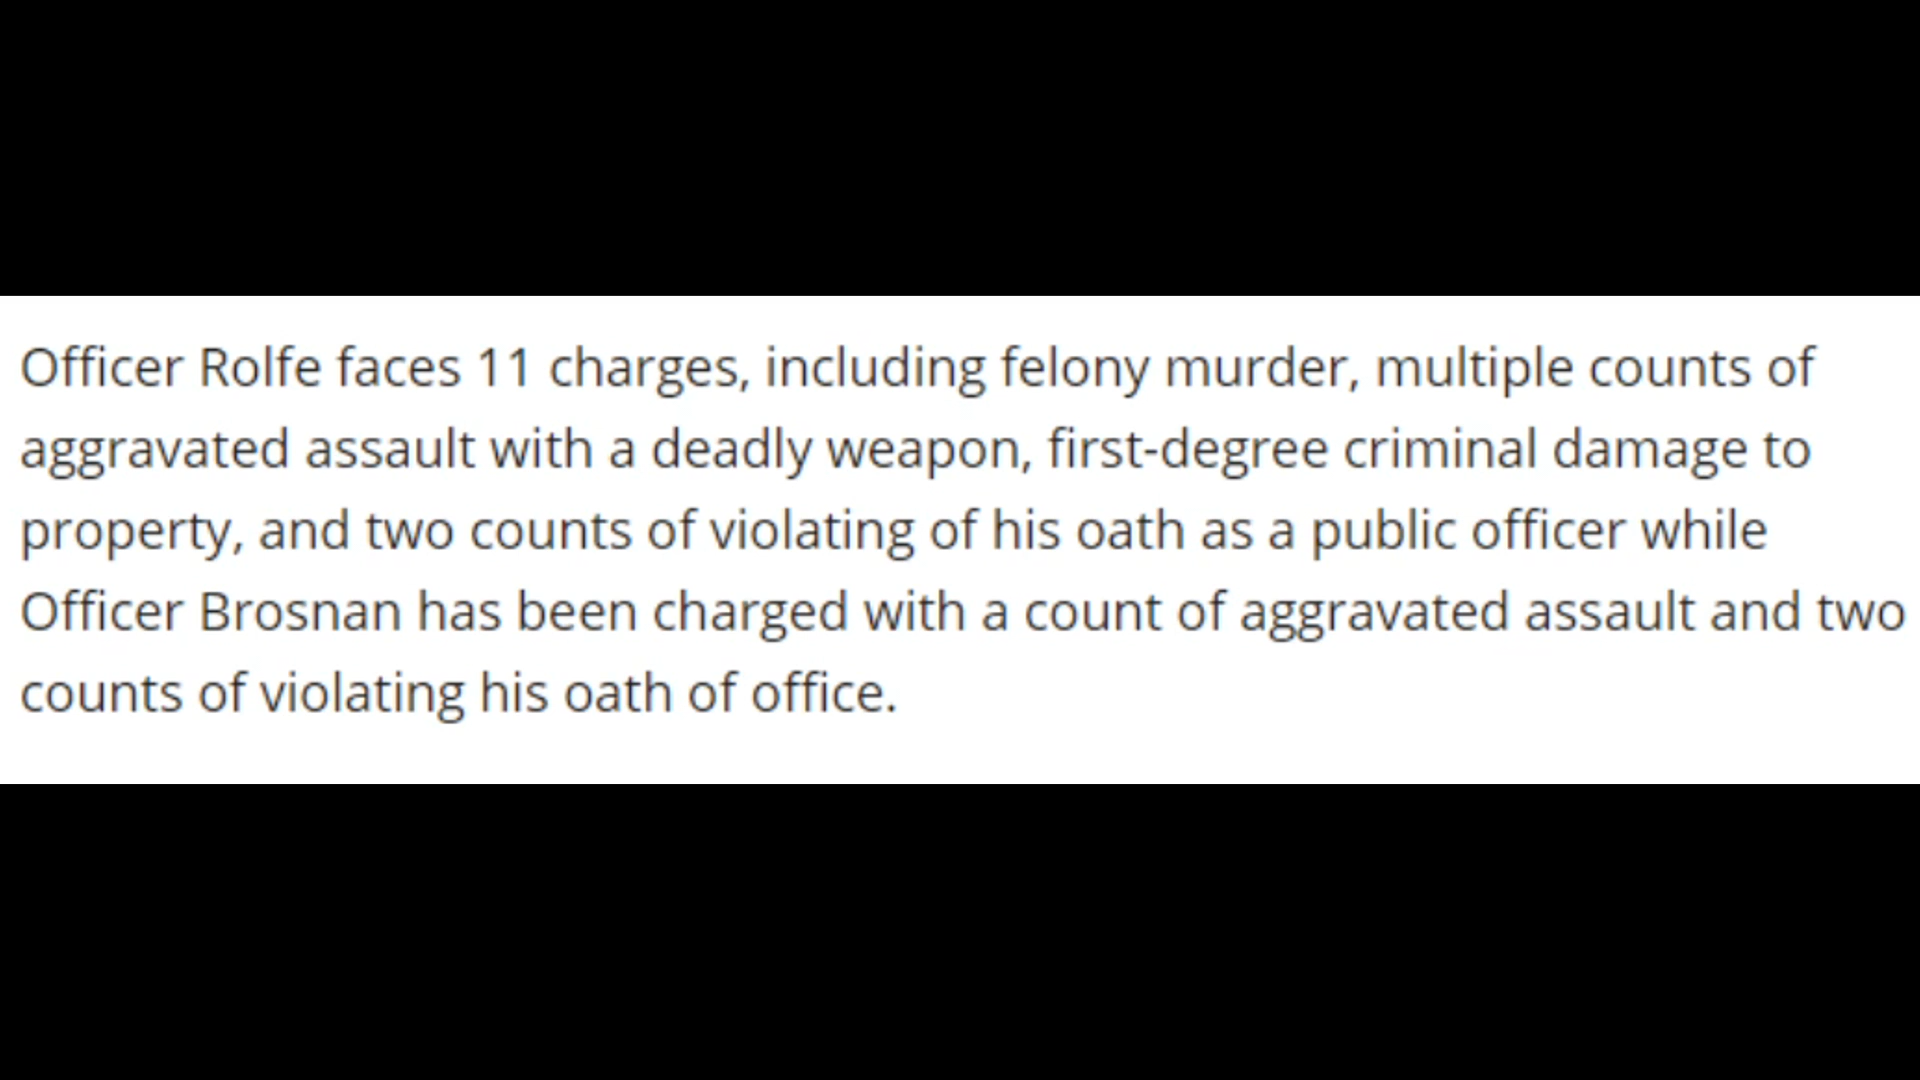 Officer Rolfe faces 11 charges, including felony murder, multiple counts of
aggravated assault with a deadly weapon, first-degree criminal damage to
property, and two counts of violating of his oath as a public officer while
Officer Brosnan has been charged with a count of aggravated assault and two
counts of violating his oath of office.